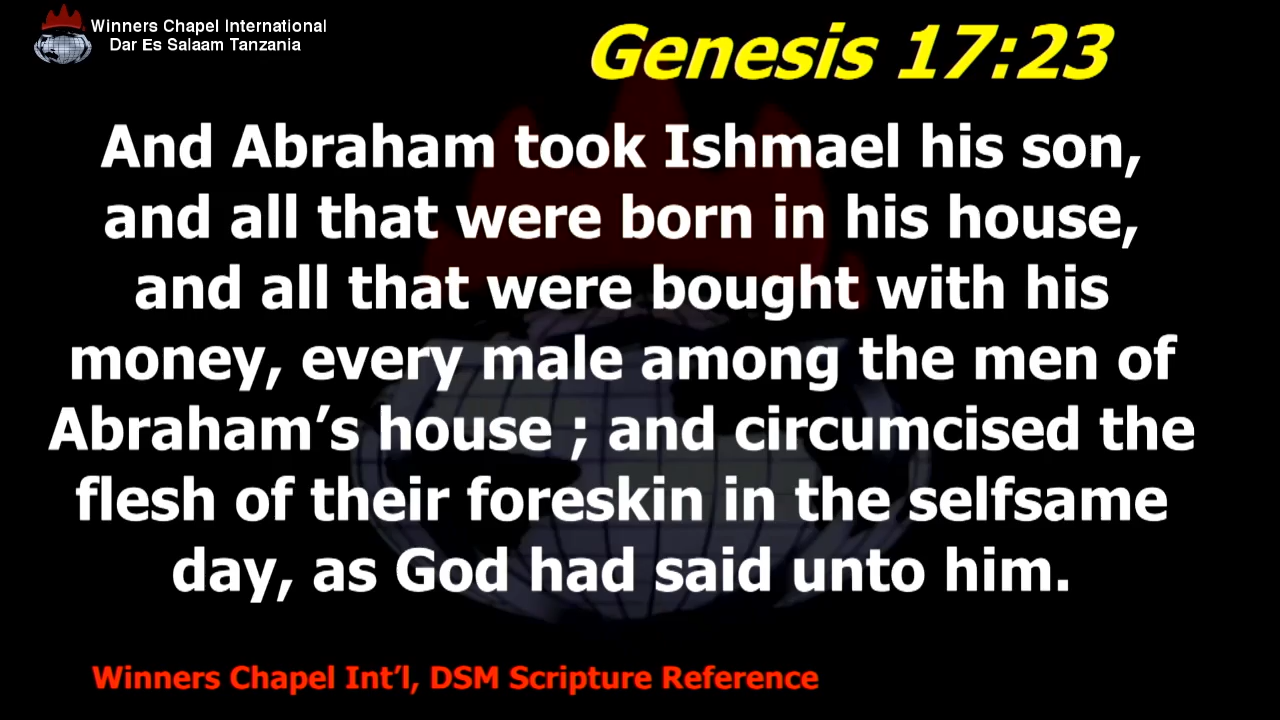 Winners Chapel International
Dar Es Salaam Tanzania
Genesis 17:23
And Abraham took Ishmael his son,
and all that were born in his house,
and all that were bought with his
money, every male among the men of
Abraham’s house ; and circumcised the
flesh of their foreskin in the selfsame
day, as God had said unto him.
Winners Chapel Int’l, DSM Scripture Reference